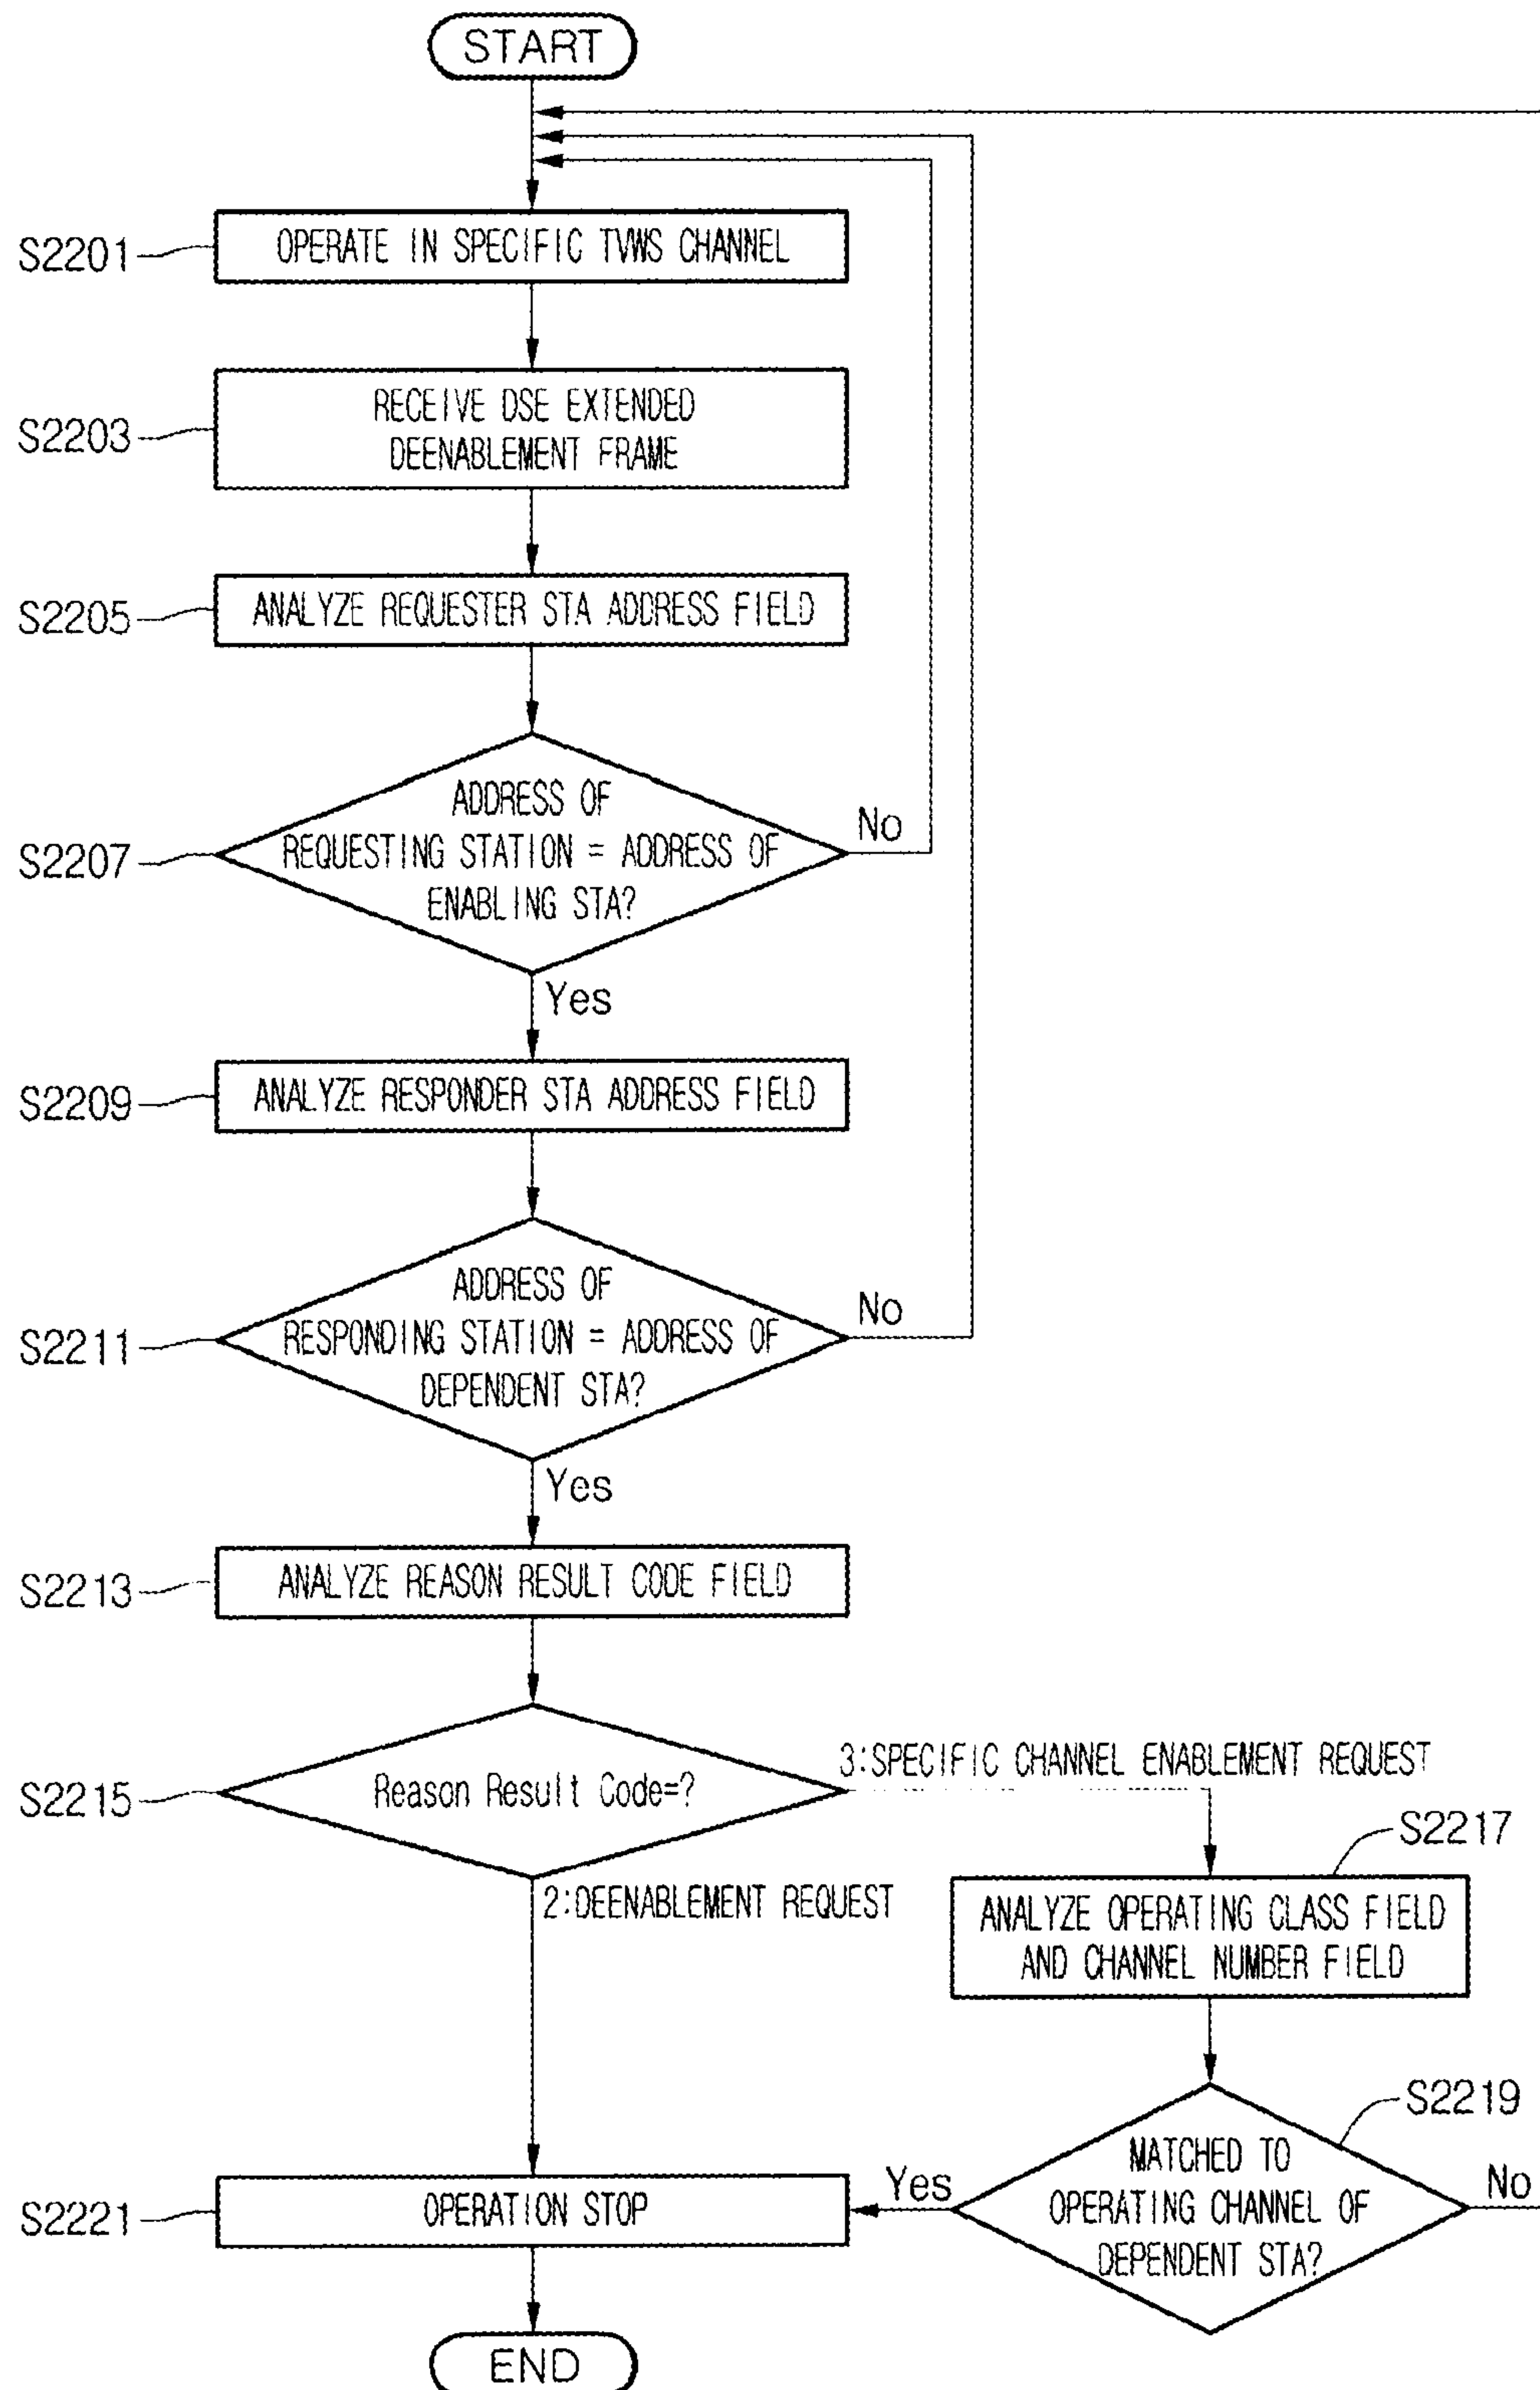 START
S2201
OPERATE IN SPECIFIC TVWS CHANNEL
S2203
RECEIVE DSE EXTENDED
DEENABLEMENT FRAME
S2205
ANALYZE REQUESTER STA ADDRESS FIELD
S2207
ADDRESS OF
REQUESTING STATION = ADDRESS OF
ENABLING STA?
No
Yes
S2209
ANALYZE RESPONDER STA ADDRESS FIELD
S2211
ADDRESS OF
RESPONDING STATION = ADDRESS OF
DEPENDENT STA?
No
Yes
S2213
ANALYZE REASON RESULT CODE FIELD
S2215
Reason Result Code=?
3:SPECIFIC CHANNEL ENABLEMENT REQUEST
2:DEENABLEMENT REQUEST
S2217
ANALYZE OPERATING CLASS FIELD
AND CHANNEL NUMBER FIELD
S2219
MATCHED TO
OPERATING CHANNEL OF
DEPENDENT STA?
Yes
No
S2221
OPERATION STOP
END